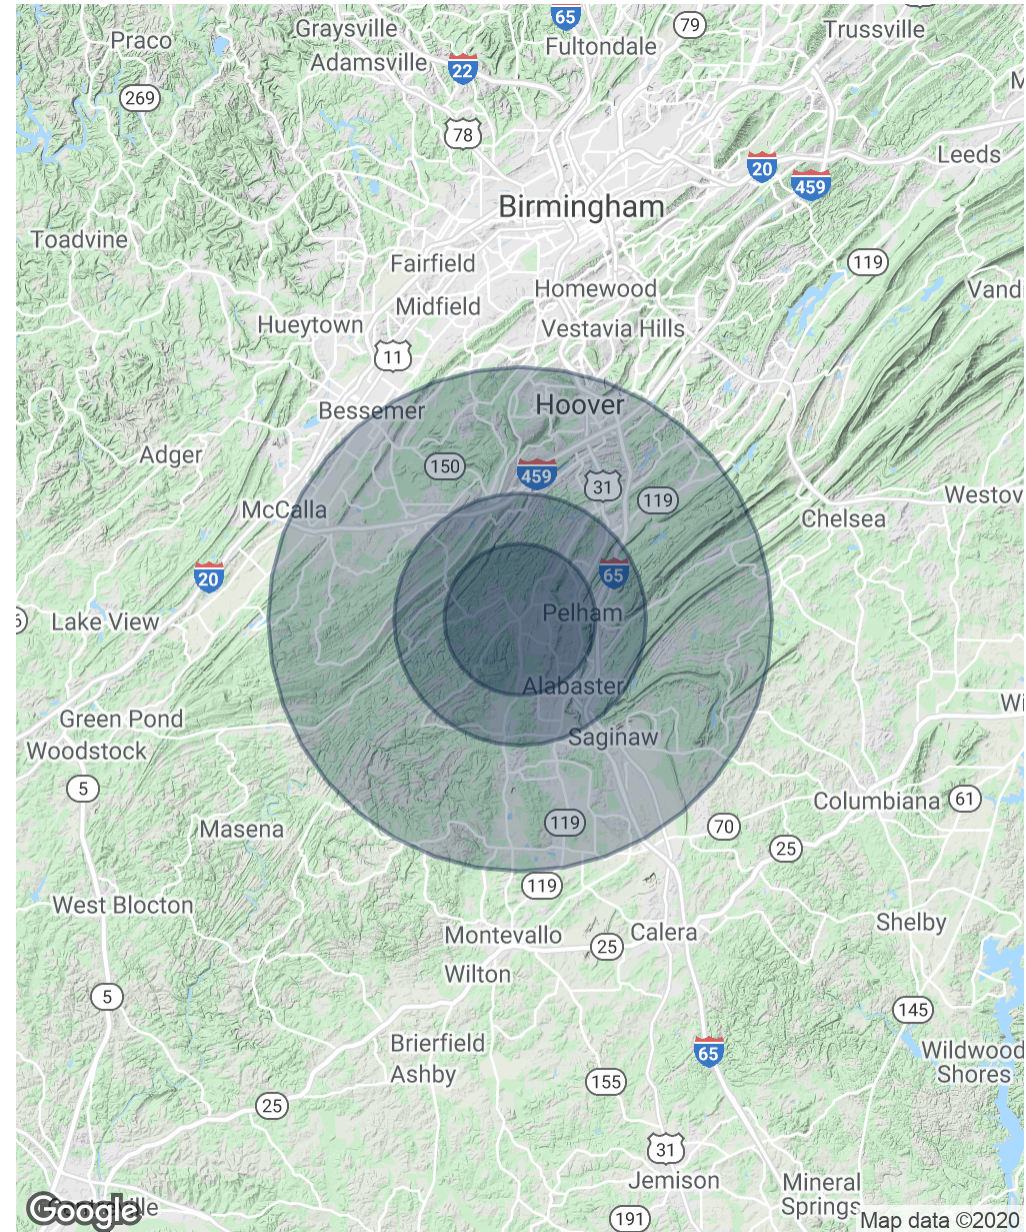 65
79
Trussville
Graysville
Praco
Fultondale
Adamsville
22
269
78
Leeds
20
459
Birmingham
Toadvine
119
Fairfield
Homewood
Midfield
Hueytown
Vestavia Hills
11
Hoover
Bessemer
Adger
150
459
31
119
McCalla
Chelsea
65
20
Pelham
Lake View
Alabaster
Green Pond
Saginaw
Woodstock
5
Columbiana
61
119
70
Masena
25
119
West Blocton
Shelby
Montevallo
25
Calera
Wilton
5
145
Brierfield
65
Wildwood
Shores
Ashby
155
25
31
Jemison
Mineral
Springs
Google
191
Map data ©2020